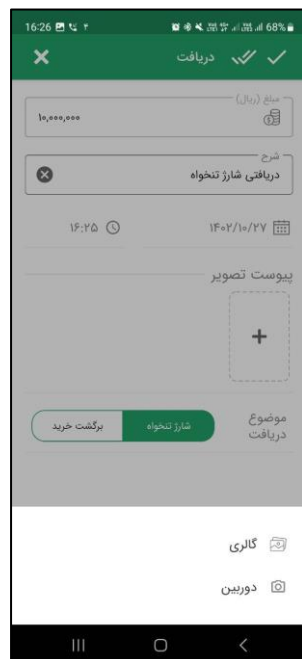 16:26 68%
دریافت
مبلغ (ریال)
۱۰,۰۰۰,۰۰۰
شرح
دریافتی شارژ تنخواه
۱۴۰۲/۱۰/۲۷ ۱۶:۲۵
پیوست تصویر
+
موضوع دریافت
شارژ تنخواه برگشت خرید
گالری
دوربین